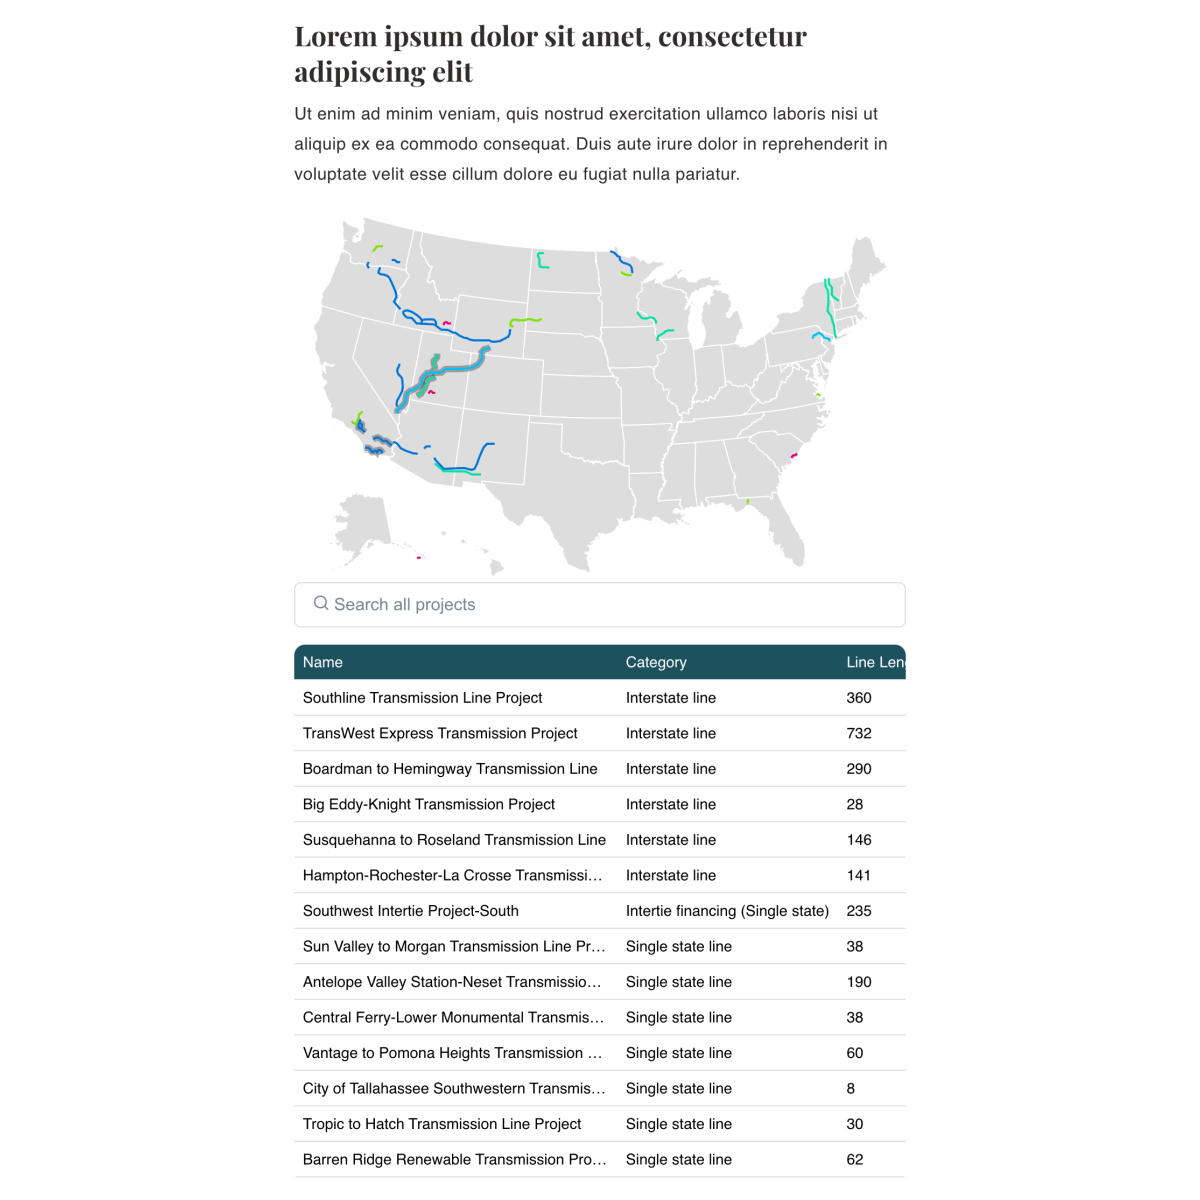 Lorem ipsum dolor sit amet, consectetur
adipiscing elit
Ut enim ad minim veniam, quis nostrud exercitation ullamco laboris nisi ut
aliquip ex ea commodo consequat. Duis aute irure dolor in reprehenderit in
voluptate velit esse cillum dolore eu fugiat nulla pariatur.
Search all projects
Name Category Line Len
Southline Transmission Line Project Interstate line 360
TransWest Express Transmission Project Interstate line 732
Boardman to Hemingway Transmission Line Interstate line 290
Big Eddy-Knight Transmission Project Interstate line 28
Susquehanna to Roseland Transmission Line Interstate line 146
Hampton-Rochester-La Crosse Transmissi... Interstate line 141
Southwest Intertie Project-South Intertie financing (Single state) 235
Sun Valley to Morgan Transmission Line Pr... Single state line 38
Antelope Valley Station-Neset Transmissio... Single state line 190
Central Ferry-Lower Monumental Transmis... Single state line 38
Vantage to Pomona Heights Transmission ... Single state line 60
City of Tallahassee Southwestern Transmis... Single state line 8
Tropic to Hatch Transmission Line Project Single state line 30
Barren Ridge Renewable Transmission Pro... Single state line 62